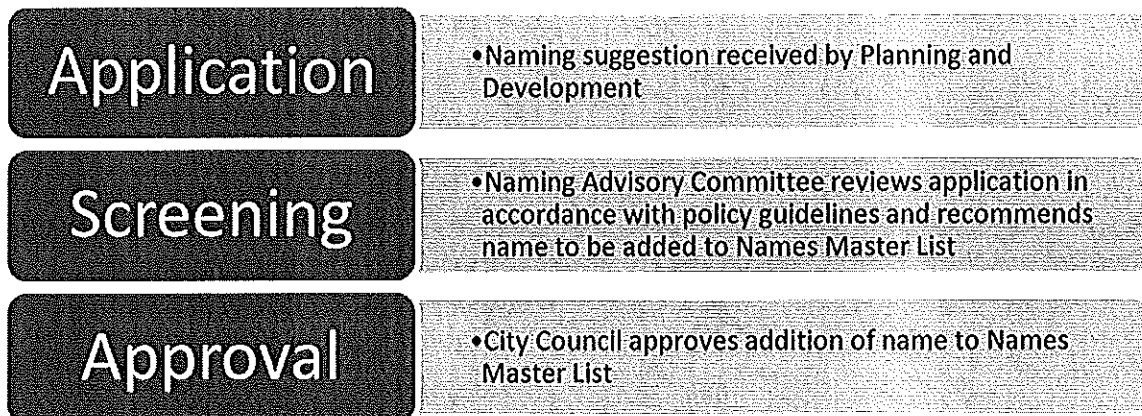 Application
•Naming suggestion received by Planning and
Development
Screening
•Naming Advisory Committee reviews application in
accordance with policy guidelines and recommends
name to be added to Names Master List
Approval
•City Council approves addition of name to Names
Master List